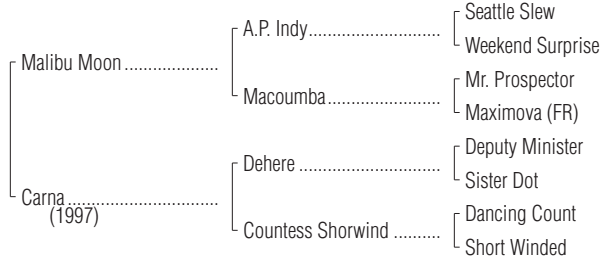 Seattle Slew
A.P. Indy..............................
Weekend Surprise
Malibu Moon ......................
Mr. Prospector
Macoumba..........................
Maximova (FR)
Deputy Minister
Dehere ................................
Sister Dot
Carna...................................
(1997)
Dancing Count
Countess Shorwind ..........
Short Winded